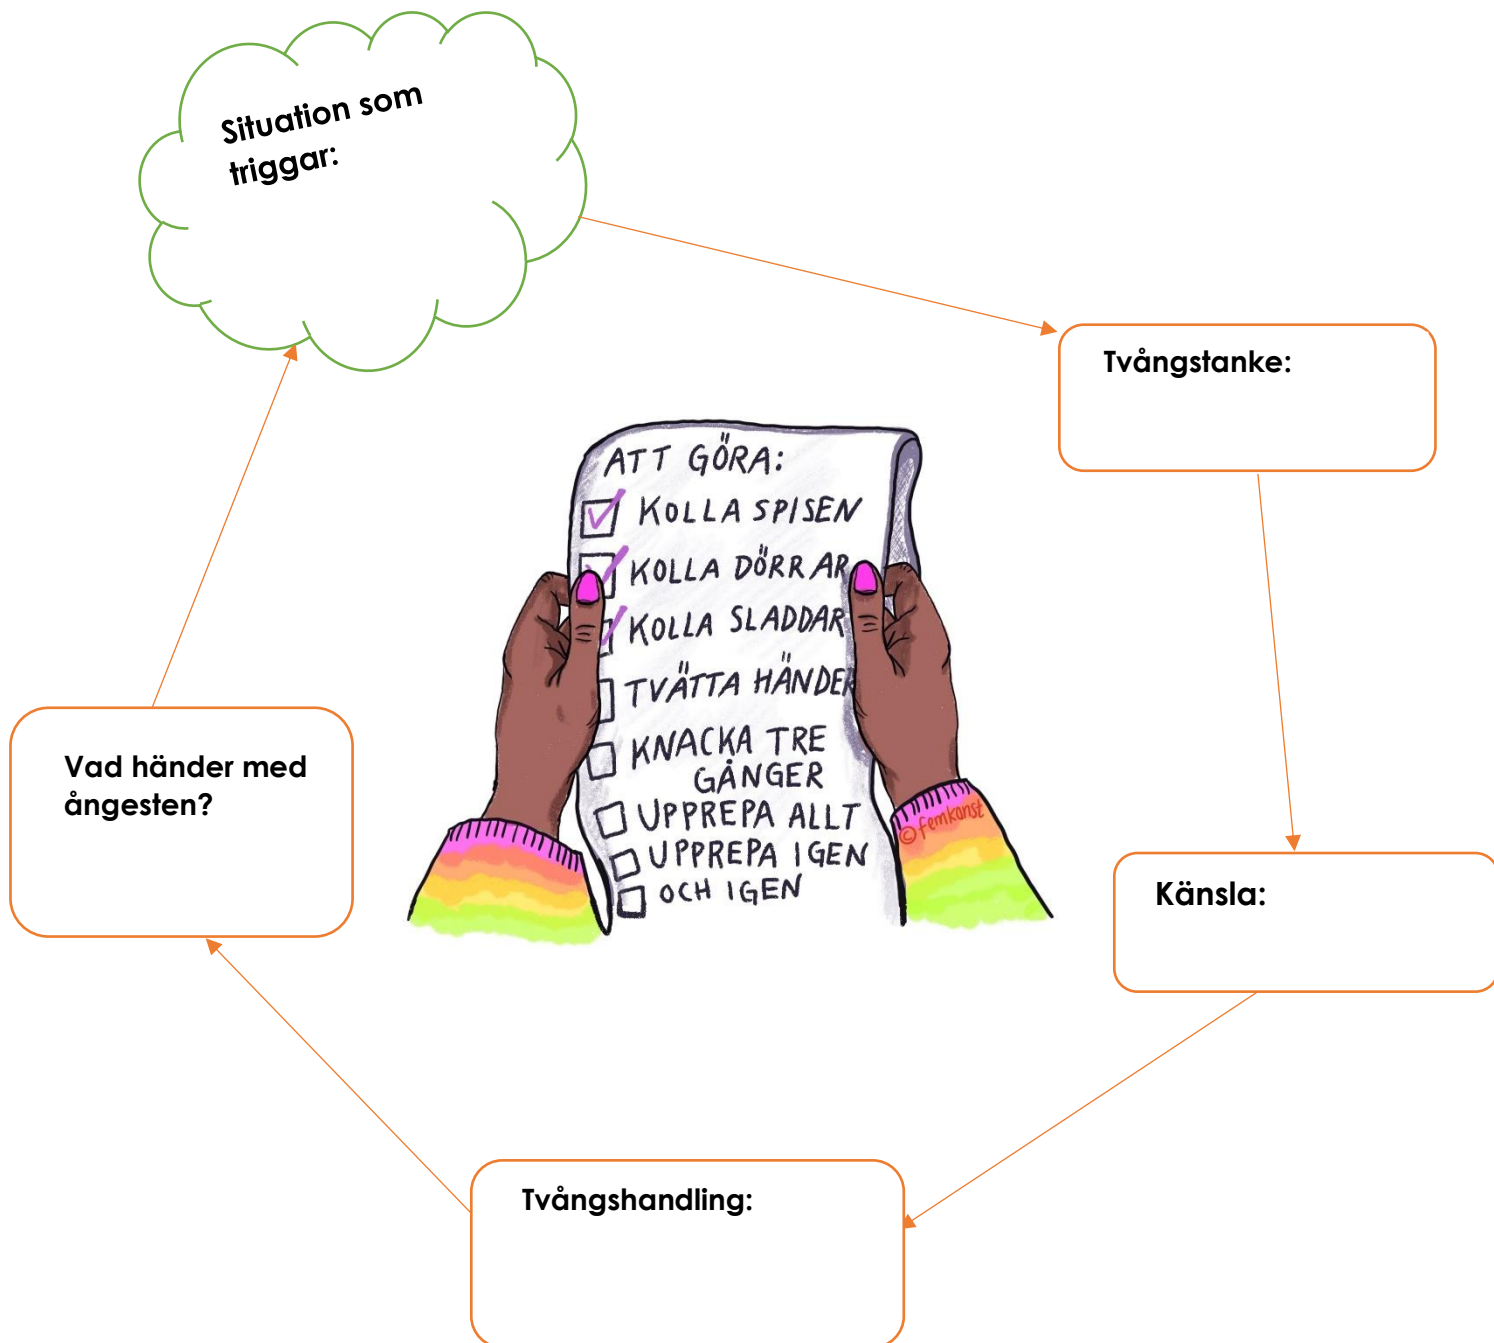 Situation som
triggar:
Tvångstanke:
ATT GÖRA:
KOLLA SPISEN
KOLLA DÖRRAR
KOLLA SLADDAR
TVÄTTA HÄNDER
KNACKA TRE
GÅNGER
UPPREPA ALLT
UPPREPA IGEN
OCH IGEN
©femkonst
Vad händer med
ångesten?
Känsla:
Tvångshandling: